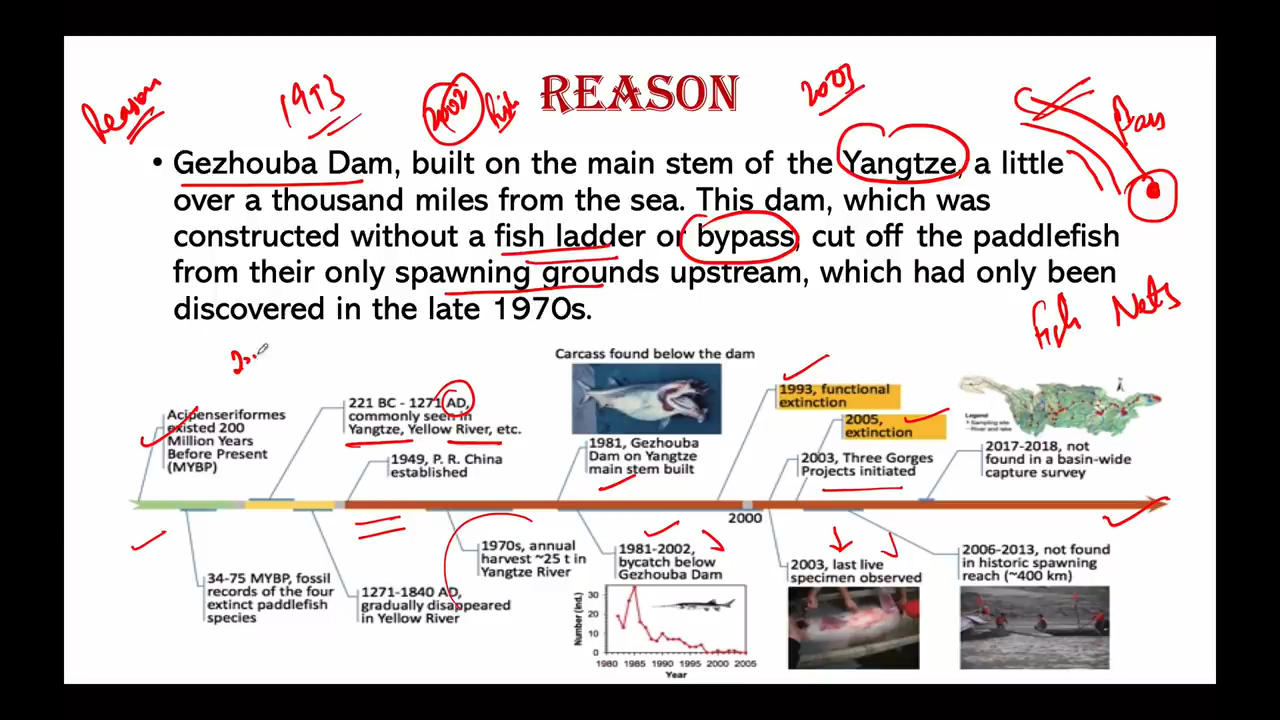 Reason
1993
2002
fish
REASON
2003
Pass
• Gezhouba Dam, built on the main stem of the Yangtze, a little
over a thousand miles from the sea. This dam, which was
constructed without a fish ladder or bypass, cut off the paddlefish
from their only spawning grounds upstream, which had only been
discovered in the late 1970s.
Fish Nets
Carcass found below the dam
Acipenseriformes
existed 200
Million Years
Before Present
(MYBP)
221 BC - 1271 AD,
commonly seen in
Yangtze, Yellow River, etc.
1949, P. R. China
established
1981, Gezhouba
Dam on Yangtze
main stem built
1993, functional
extinction
2005,
extinction
2003, Three Gorges
Projects initiated
Legend
Sampling site
River and lake
N
2017-2018, not
found in a basin-wide
capture survey
2000
34-75 MYBP, fossil
records of the four
extinct paddlefish
species
1271-1840 AD,
gradually disappeared
in Yellow River
1970s, annual
harvest ~25 t in
Yangtze River
1981-2002,
bycatch below
Gezhouba Dam
2003, last live
specimen observed
2006-2013, not found
in historic spawning
reach (~400 km)
Number (Ind.)
30
20
10
0
1980 1985 1990 1995 2000 2005
Year